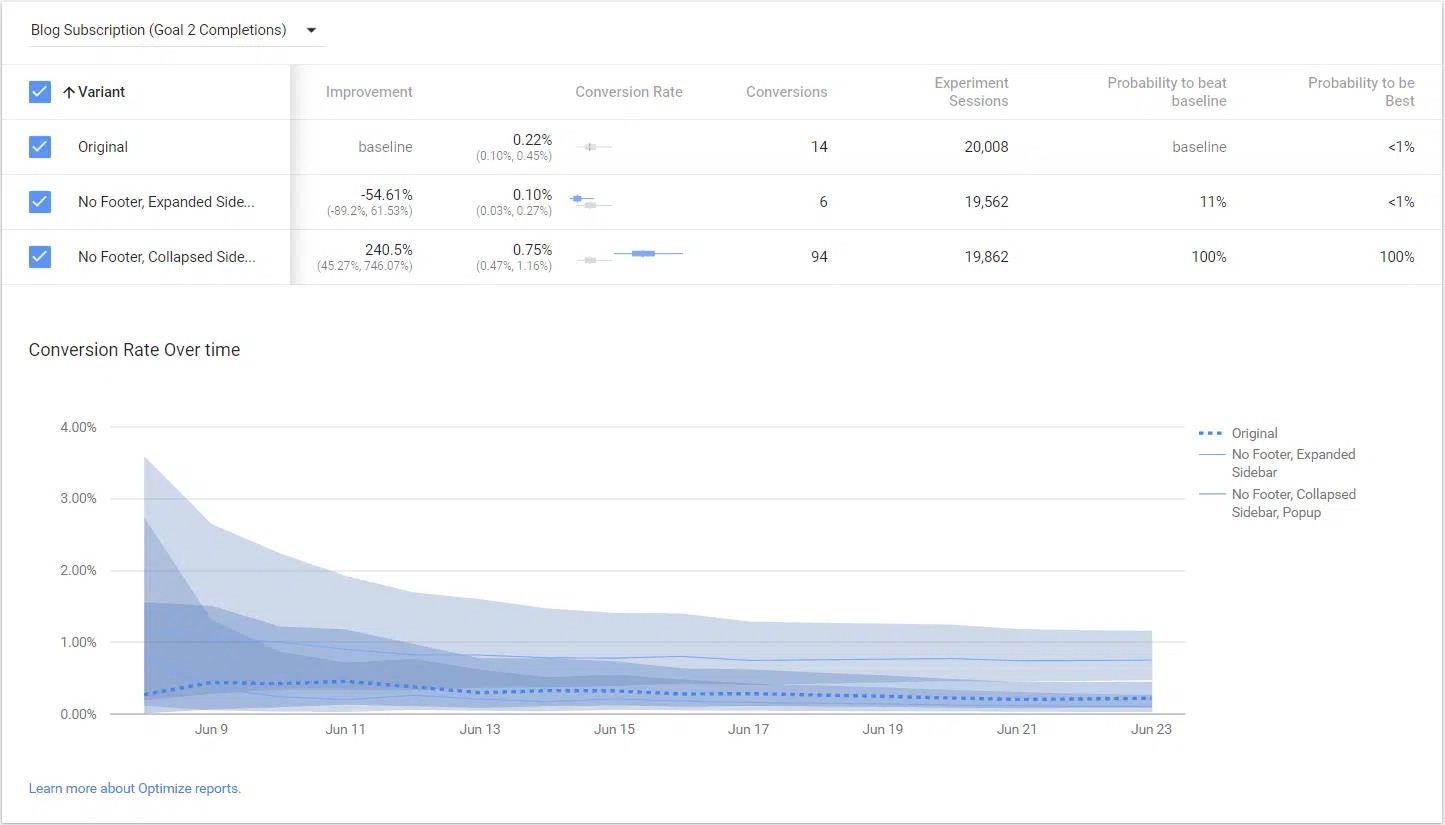 Blog Subscription (Goal 2 Completions)
Variant
Improvement
Conversion Rate
Conversions
Experiment
Sessions
Probability to beat
baseline
Probability to be
Best
Original
baseline
0.22%
(0.10%, 0.45%)
14
20,008
baseline
<1%
No Footer, Expanded Side...
-54.61%
(-89.2%, 61.53%)
0.10%
(0.03%, 0.27%)
6
19,562
11%
<1%
No Footer, Collapsed Side...
240.5%
(45.27%, 746.07%)
0.75%
(0.47%, 1.16%)
94
19,862
100%
100%
Conversion Rate Over time
4.00%
3.00%
2.00%
1.00%
0.00%
Jun 9
Jun 11
Jun 13
Jun 15
Jun 17
Jun 19
Jun 21
Jun 23
Original
No Footer, Expanded
Sidebar
No Footer, Collapsed
Sidebar, Popup
Learn more about Optimize reports.